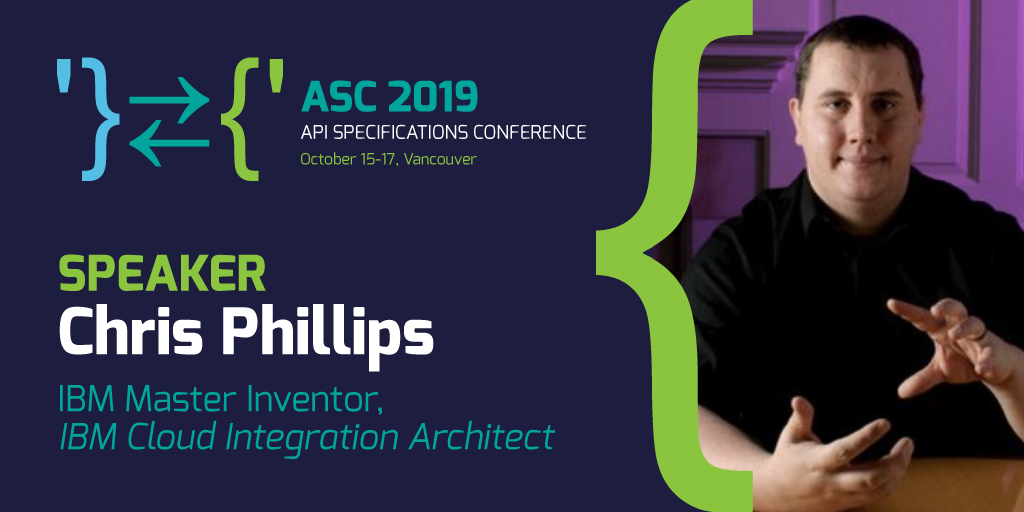 ASC 2019
API SPECIFICATIONS CONFERENCE
October 15-17, Vancouver
SPEAKER
Chris Phillips
IBM Master Inventor,
IBM Cloud Integration Architect